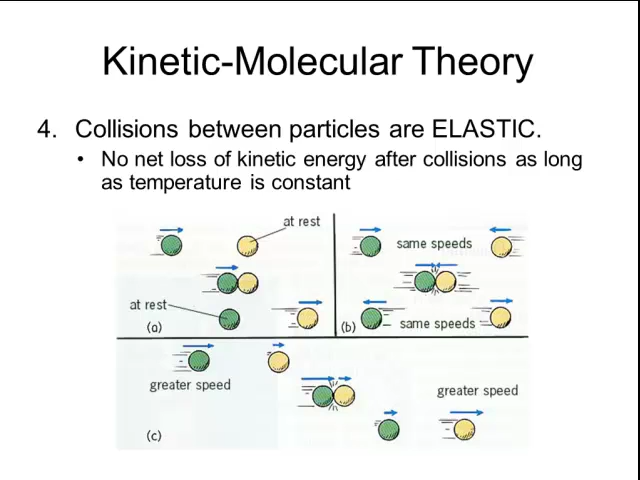 Kinetic-Molecular Theory
4. Collisions between particles are ELASTIC.
• No net loss of kinetic energy after collisions as long
as temperature is constant
at rest
same speeds
at rest
(a)
(b)
same speeds
greater speed
greater speed
(c)